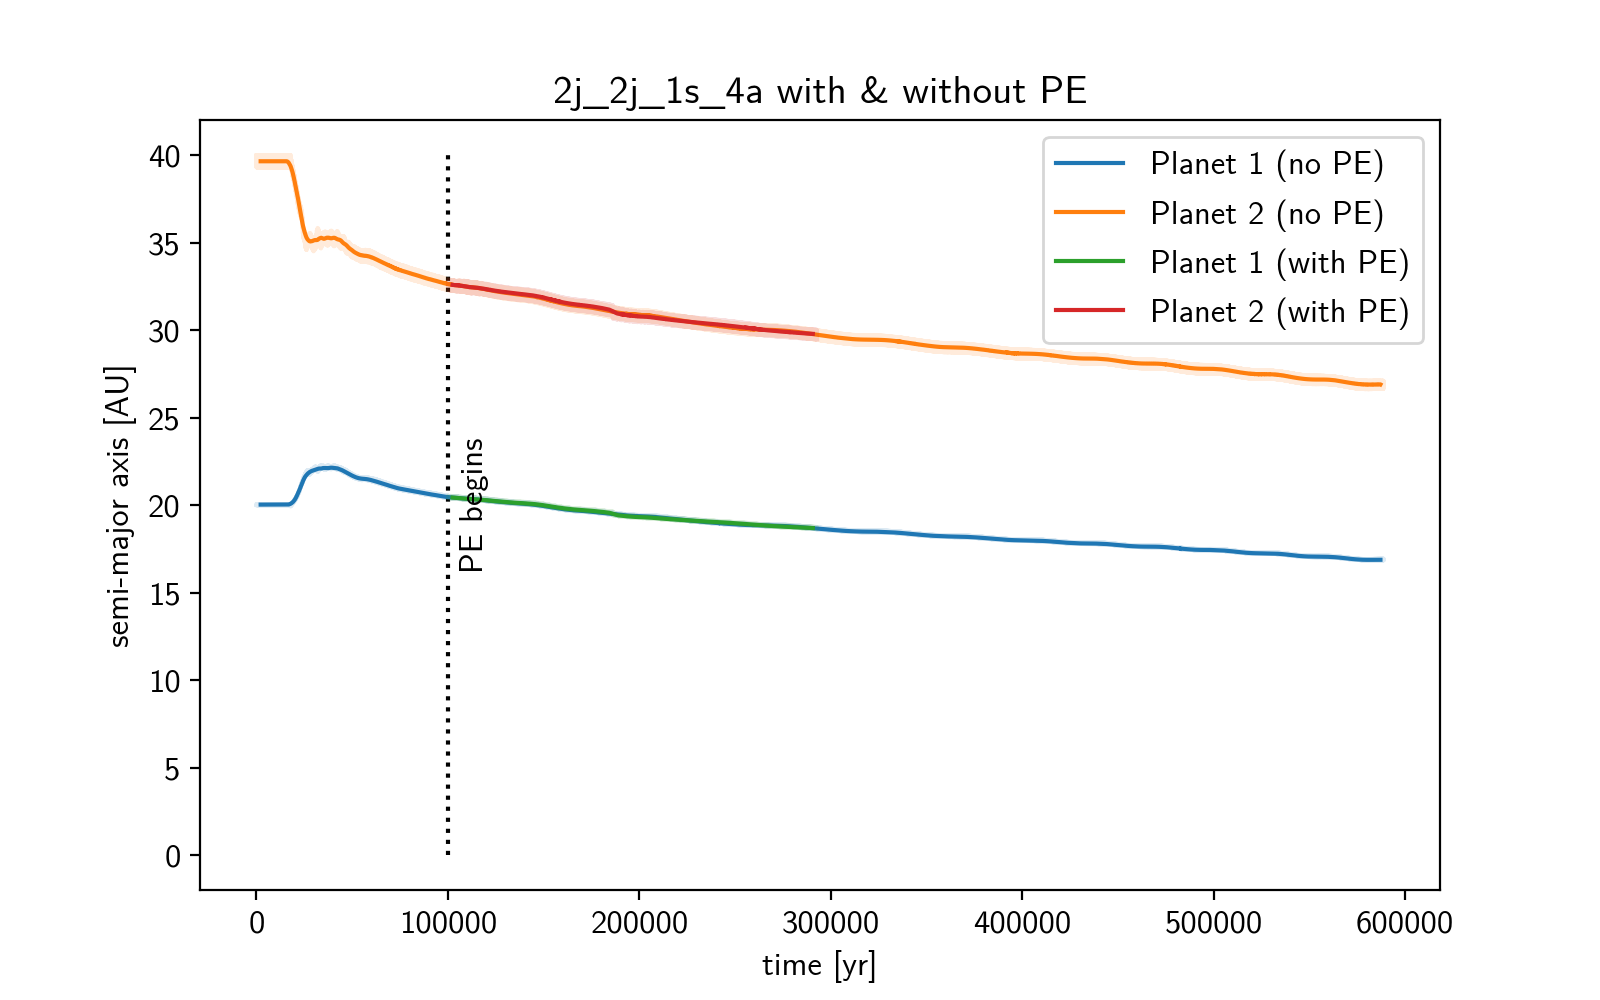 2j_2j_1s_4a with & without PE
Planet 1 (no PE)
Planet 2 (no PE)
Planet 1 (with PE)
Planet 2 (with PE)
semi-major axis [AU]
40
35
30
25
20
15
10
5
0
PE begins
0
100000
200000
300000
400000
500000
600000
time [yr]